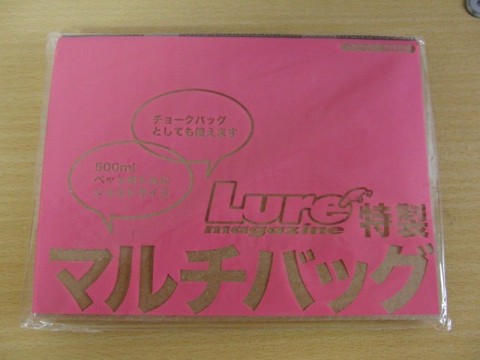 チョークバッグ
としても使えます
500ml
Lure
magazine
特製
マルチバッグ